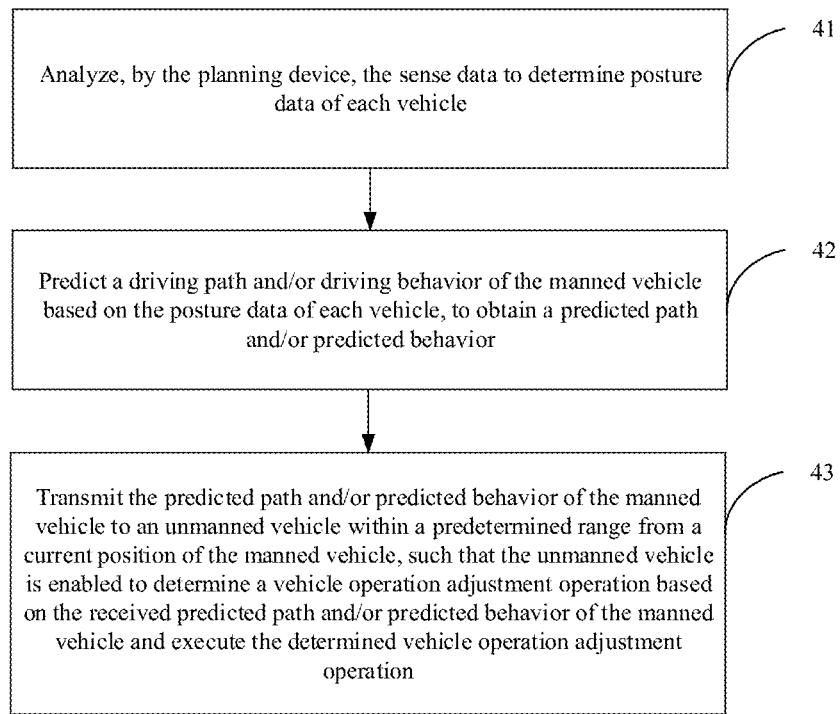 41
Analyze, by the planning device, the sense data to determine posture
data of each vehicle
42
Predict a driving path and/or driving behavior of the manned vehicle
based on the posture data of each vehicle, to obtain a predicted path
and/or predicted behavior
43
Transmit the predicted path and/or predicted behavior of the manned
vehicle to an unmanned vehicle within a predetermined range from a
current position of the manned vehicle, such that the unmanned vehicle
is enabled to determine a vehicle operation adjustment operation based
on the received predicted path and/or predicted behavior of the manned
vehicle and execute the determined vehicle operation adjustment
operation